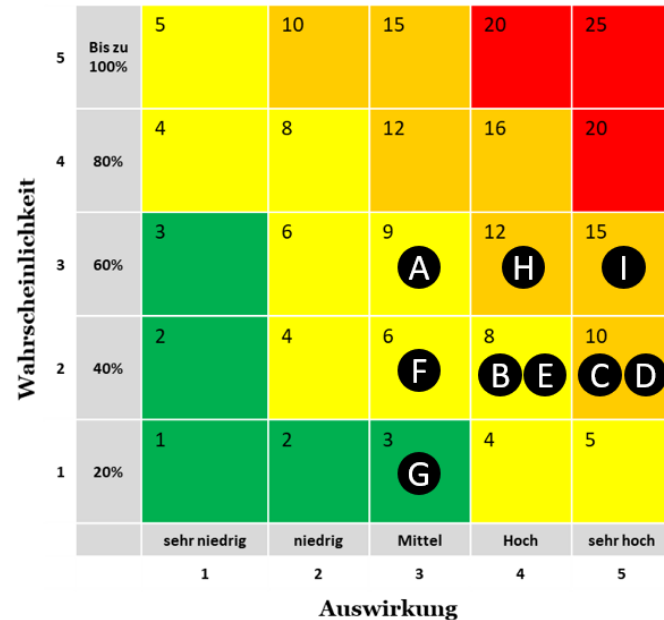 5 10 15 20 25
5 Bis zu
100%
4 8 12 16 20
4 80%
3 6 9 12 15
3 60% A H I
2 4 6 8 10
2 40% F B E C D
1 2 3 4 5
1 20% G
sehr niedrig niedrig Mittel Hoch sehr hoch
1 2 3 4 5
Wahrscheinlichkeit
Auswirkung